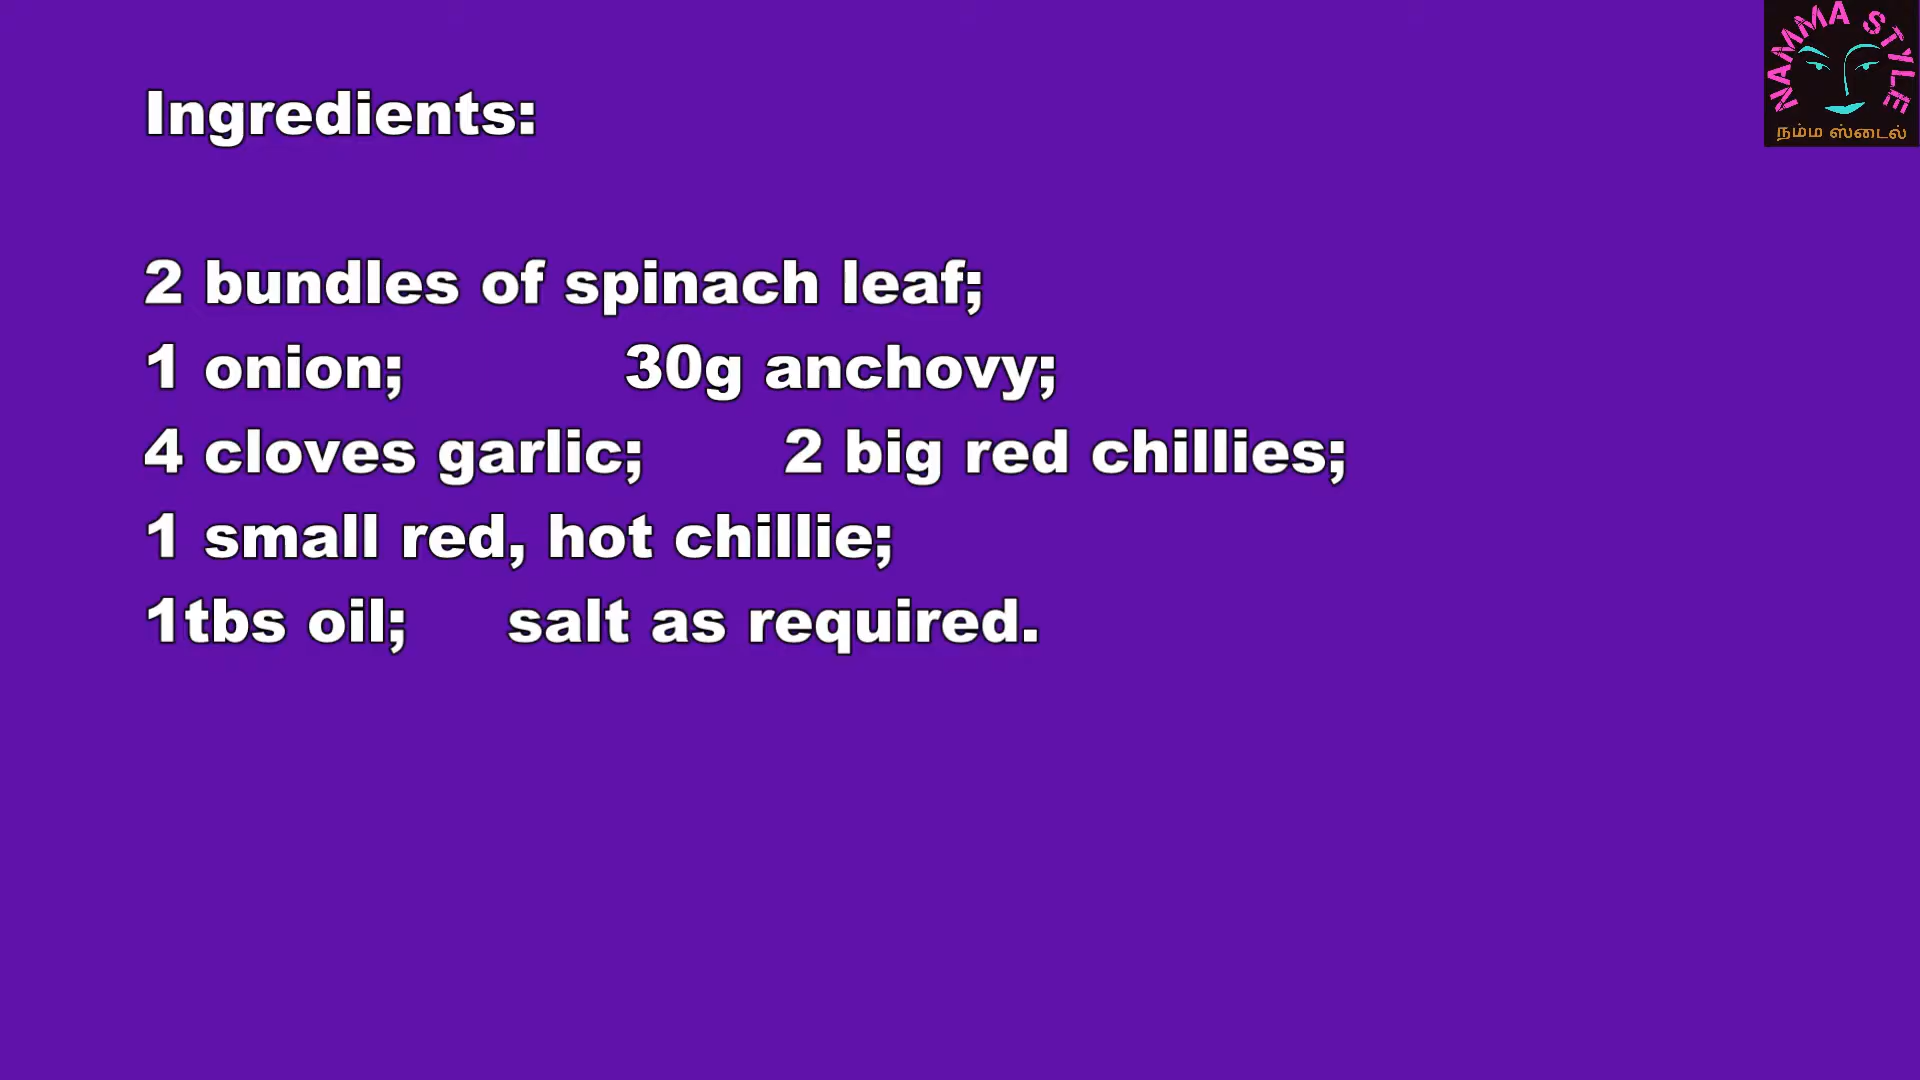 NAMMA STYLE
நம்ம ஸ்டைல்
Ingredients:
2 bundles of spinach leaf;
1 onion; 30g anchovy;
4 cloves garlic; 2 big red chillies;
1 small red, hot chillie;
1tbs oil; salt as required.